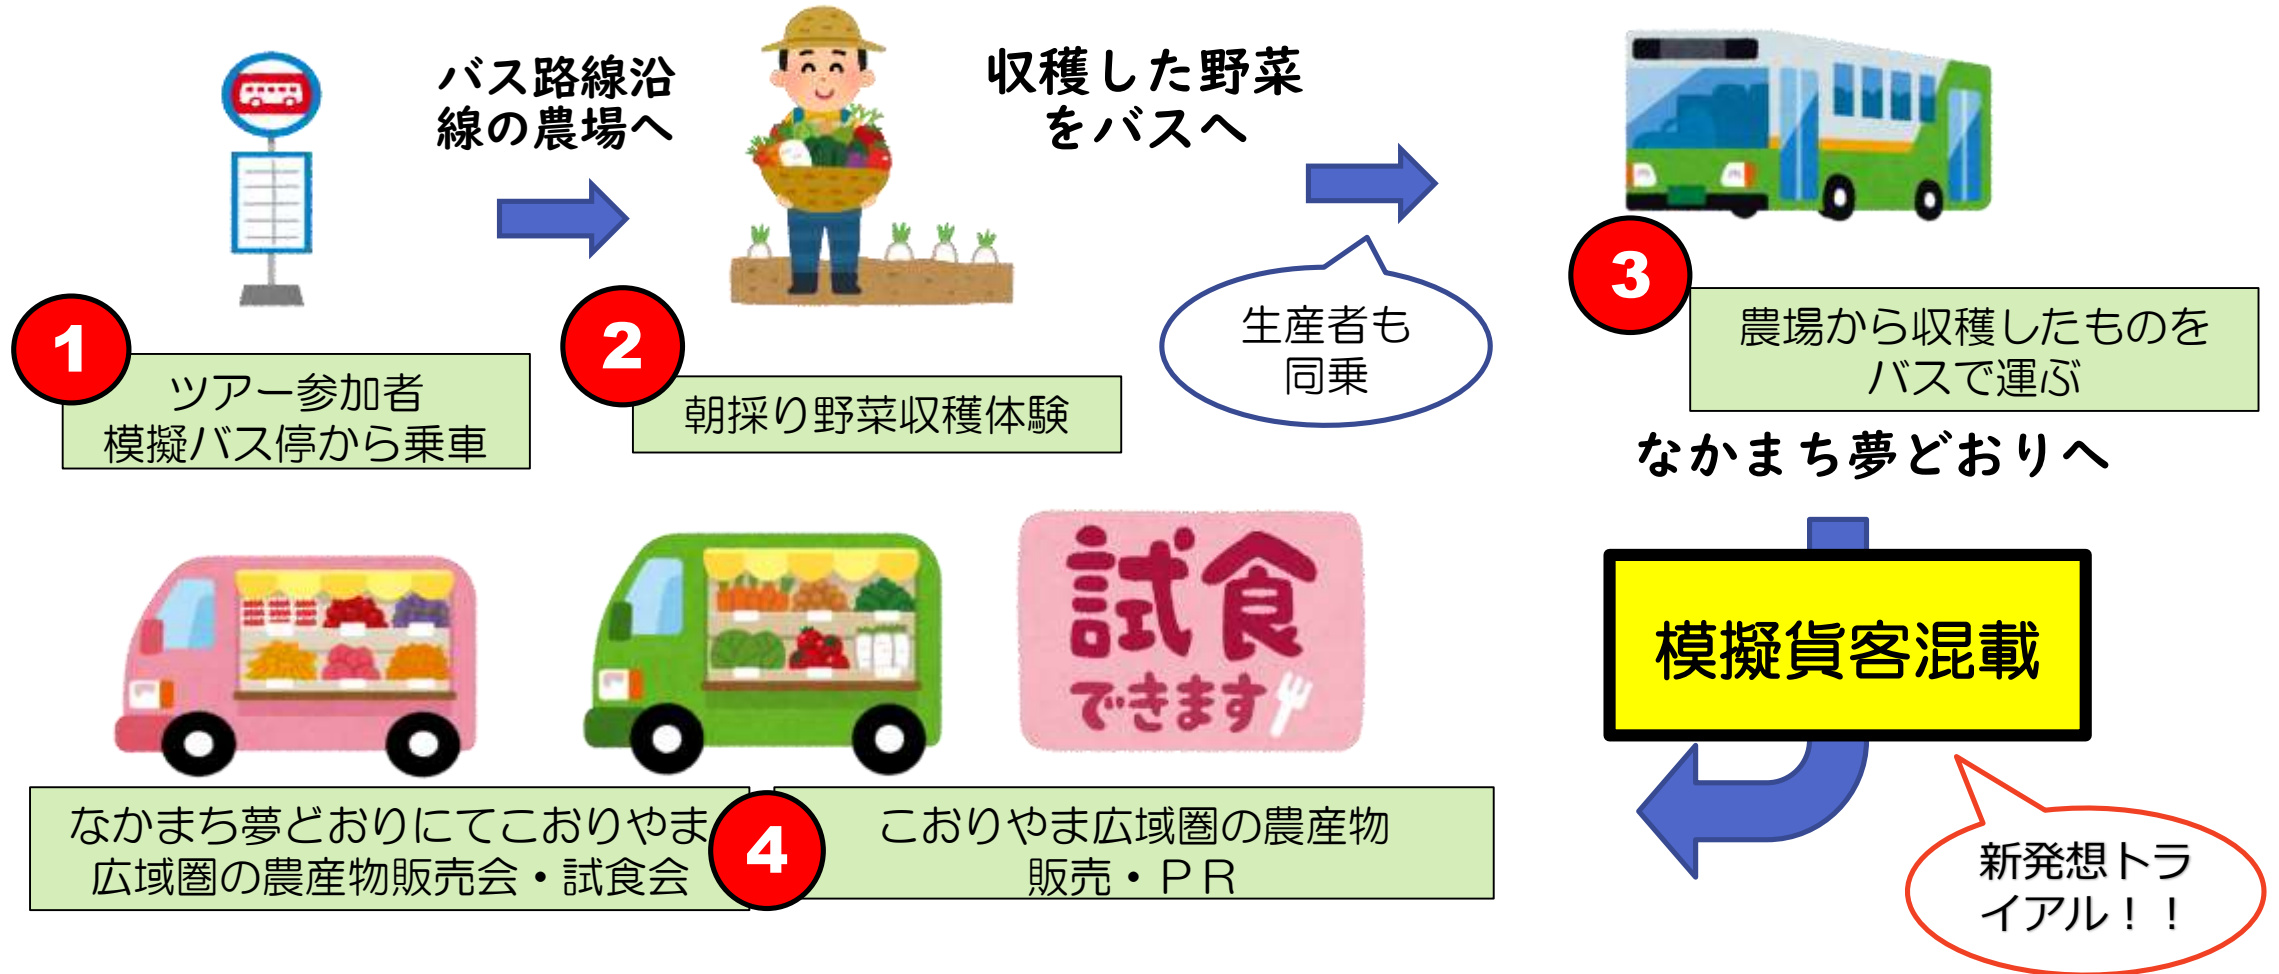 バス路線沿
線の農場へ
収穫した野菜
をバスへ
1
ツアー参加者
模擬バス停から乗車
2
朝採り野菜収穫体験
生産者も
同乗
3
農場から収穫したものを
バスで運ぶ
なかまち夢どおりへ
模擬貨客混載
新発想トラ
イアル！！
試食
できます
なかまち夢どおりにてこおりやま
広域圏の農産物販売会・試食会
4
こおりやま広域圏の農産物
販売・ＰＲ